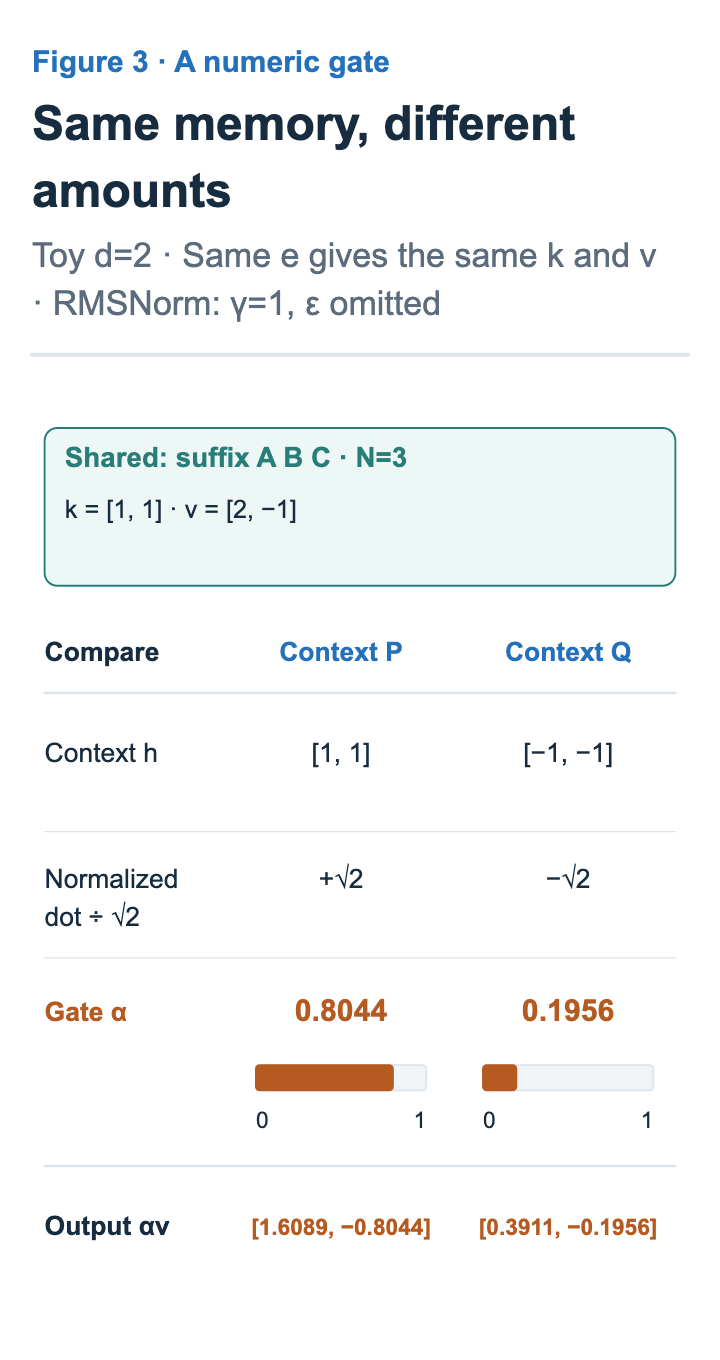 Figure 3 · A numeric gate
Same memory, different
amounts
Toy d=2 · Same e gives the same k and v
· RMSNorm: γ=1, ε omitted
Shared: suffix A B C · N=3
k = [1, 1] · v = [2, −1]
Compare Context P Context Q
Context h [1, 1] [−1, −1]
Normalized +√2 −√2
dot ÷ √2
Gate α 0.8044 0.1956
0 1 0 1
Output αv [1.6089, −0.8044] [0.3911, −0.1956]